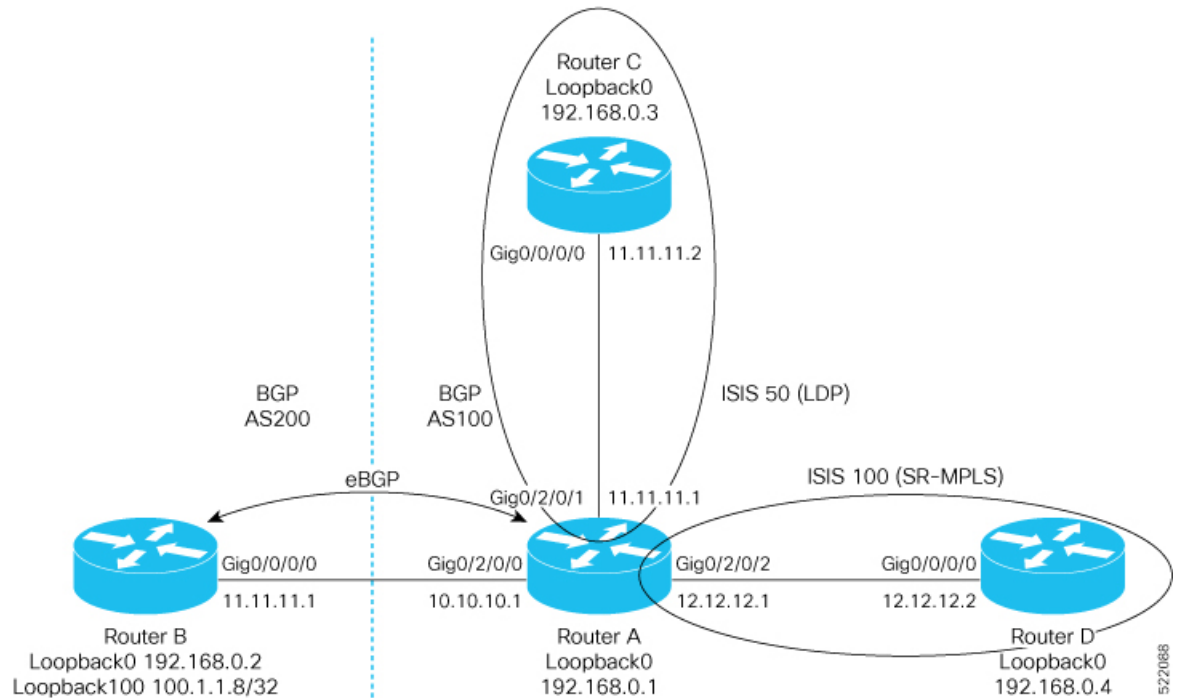 Router C
Loopback0
192.168.0.3
Gig0/0/0/0
11.11.11.2
BGP
AS200
BGP
AS100
ISIS 50 (LDP)
eBGP
Gig0/2/0/1
11.11.11.1
ISIS 100 (SR-MPLS)
Gig0/0/0/0
Gig0/2/0/0
Gig0/2/0/2
Gig0/0/0/0
11.11.11.1
10.10.10.1
12.12.12.1
12.12.12.2
Router B
Loopback0 192.168.0.2
Loopback100 100.1.1.8/32
Router A
Loopback0
192.168.0.1
Router D
Loopback0
192.168.0.4
522088